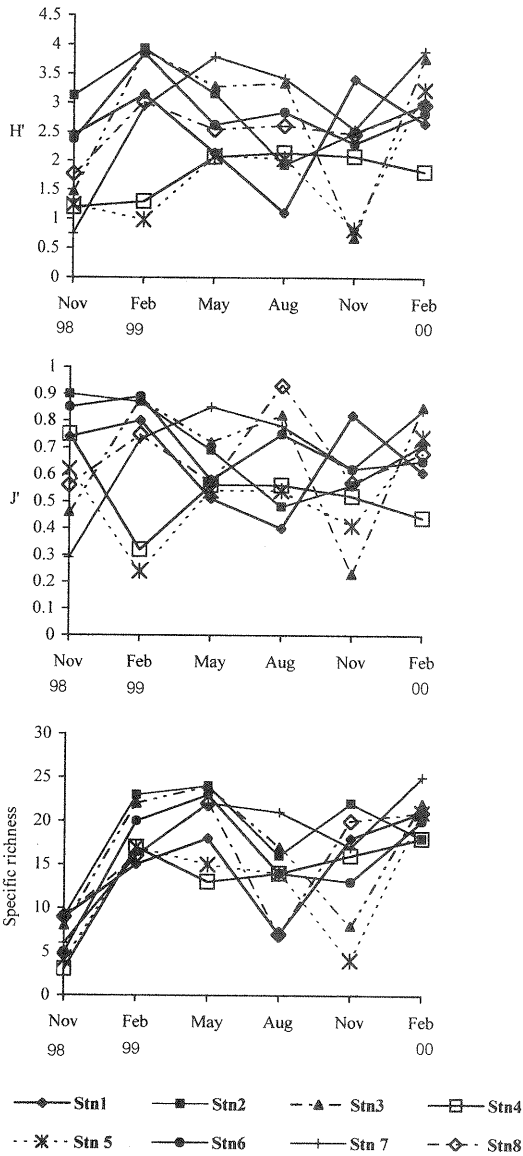 4.5
4
3.5
3
2.5
2
1.5
1
0.5
0
H'
Nov Feb May Aug Nov Feb
98 99 00
1
0.9
0.8
0.7
0.6
0.5
0.4
0.3
0.2
0.1
0
J'
Nov Feb May Aug Nov Feb
98 99 00
30
25
20
15
10
5
0
Specific richness
Nov Feb May Aug Nov Feb
98 99 00
Stn1 Stn2 Stn3 Stn4
Stn 5 Stn6 Stn 7 Stn8